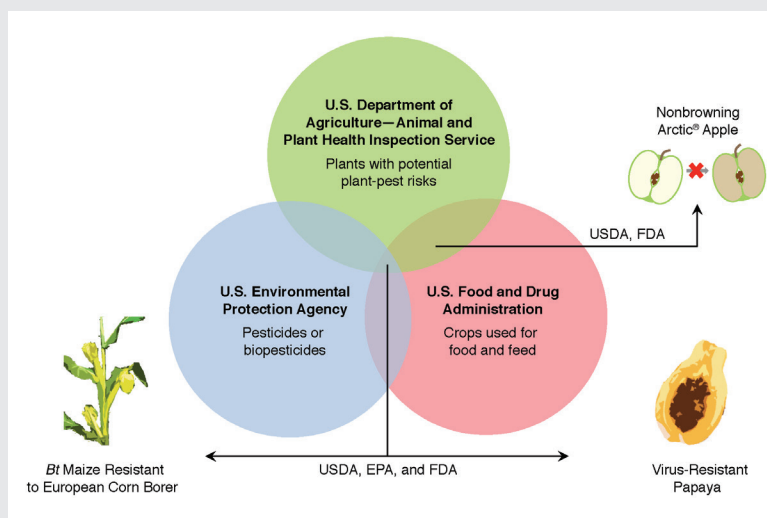 U.S. Department of
Agriculture—Animal and
Plant Health Inspection Service
Plants with potential
plant-pest risks
Nonbrowning
Arctic® Apple
USDA, FDA
U.S. Environmental
Protection Agency
Pesticides or
biopesticides
U.S. Food and Drug
Administration
Crops used for
food and feed
Bt Maize Resistant
to European Corn Borer
USDA, EPA, and FDA
Virus-Resistant
Papaya